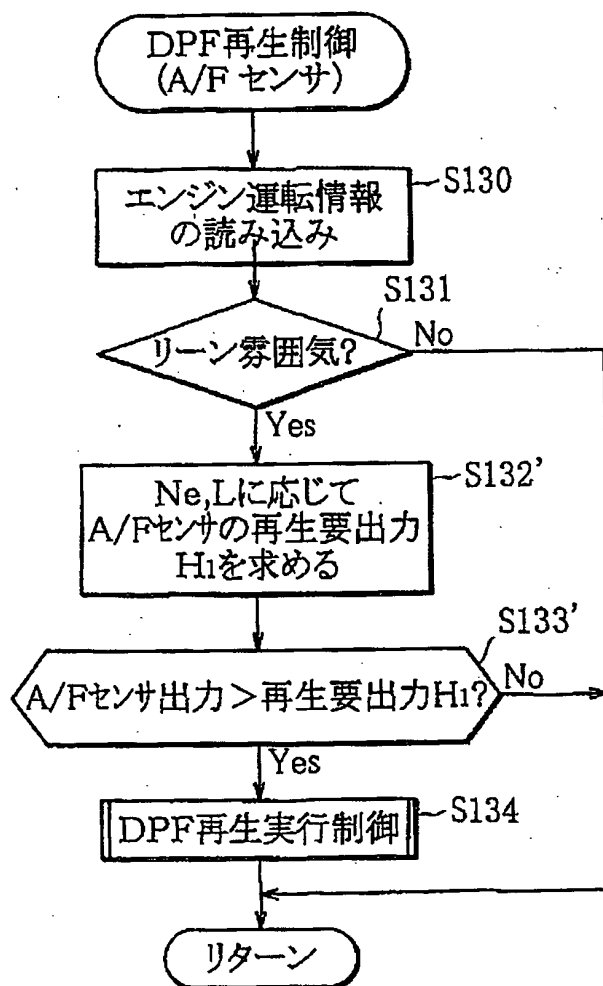 DPF再生制御
(A/F センサ)
エンジン運転情報
の読み込み
S130
リーン雰囲気?
S131
No
Yes
Ne,Lに応じて
A/Fセンサの再生要出力
H1を求める
S132'
A/Fセンサ出力>再生要出力H1?
S133'
No
Yes
DPF再生実行制御
S134
リターン